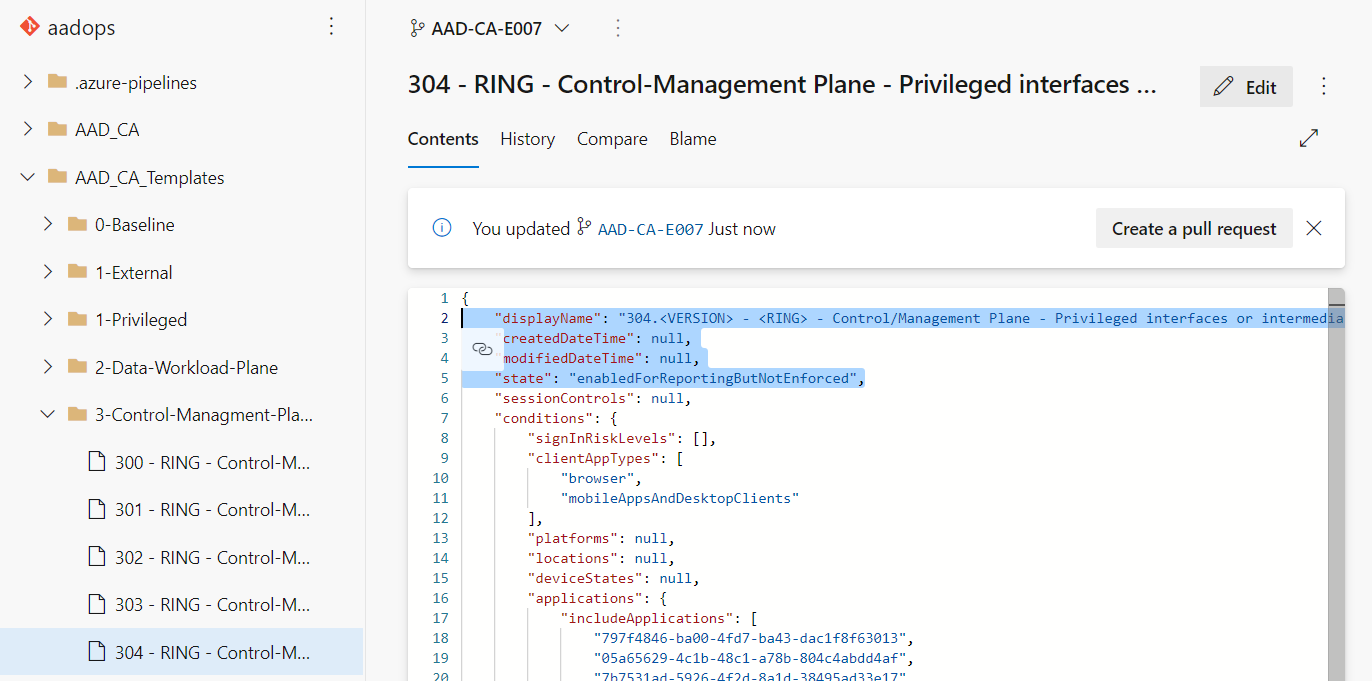 aadops
.azure-pipelines
AAD_CA
AAD_CA_Templates
0-Baseline
1-External
1-Privileged
2-Data-Workload-Plane
3-Control-Managment-Pla...
300 - RING - Control-M...
301 - RING - Control-M...
302 - RING - Control-M...
303 - RING - Control-M...
304 - RING - Control-M...
AAD-CA-E007
304 - RING - Control-Management Plane - Privileged interfaces ...
Edit
Contents History Compare Blame
You updated AAD-CA-E007 Just now
Create a pull request
1 {
2 "displayName": "304.<VERSION> - <RING> - Control/Management Plane - Privileged interfaces or intermedia
3 createdDateTime": null,
4 modifiedDateTime": null,
5 "state": "enabledForReportingButNotEnforced",
6 "sessionControls": null,
7 "conditions": {
8 "signInRiskLevels": [],
9 "clientAppTypes": [
10 "browser",
11 "mobileAppsAndDesktopClients"
12 ],
13 "platforms": null,
14 "locations": null,
15 "deviceStates": null,
16 "applications": {
17 "includeApplications": [
18 "797f4846-ba00-4fd7-ba43-dac1f8f63013",
19 "05a65629-4c1b-48c1-a78b-804c4abdd4af",
20 "7b7531ad-5926-4f2d-8a1d-38495ad33e17"